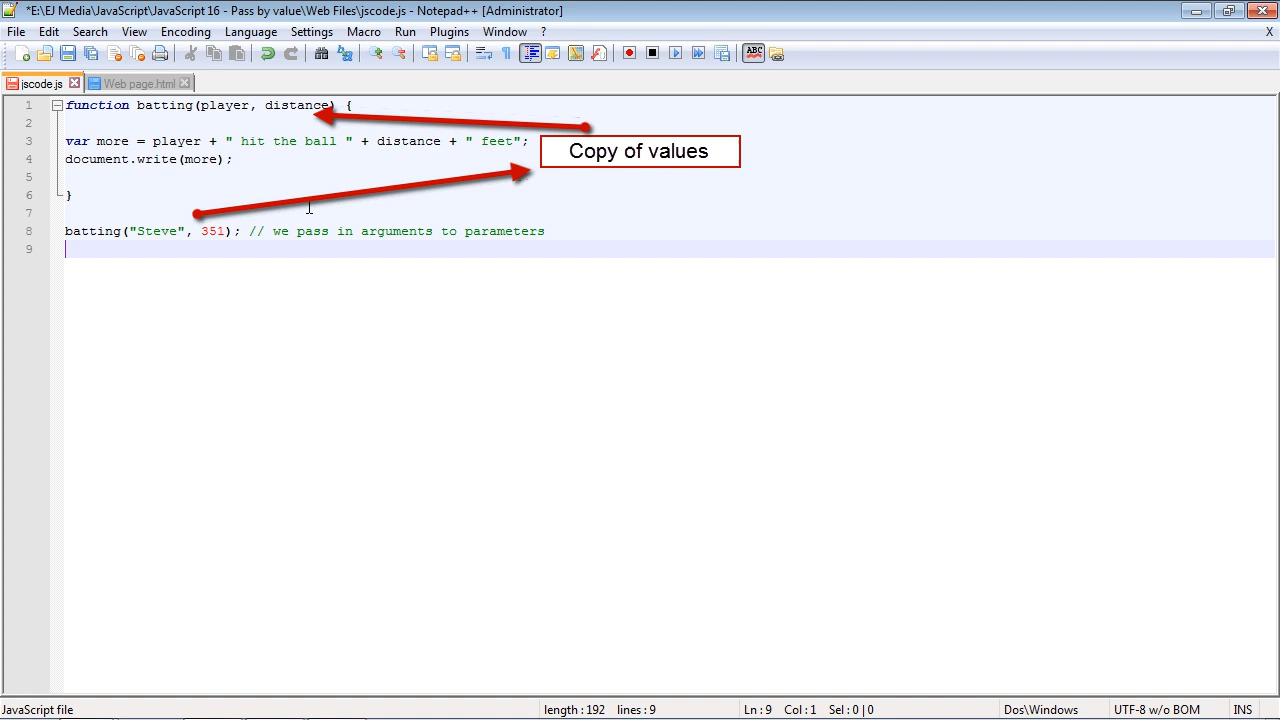 *E:\EJ Media\JavaScript\JavaScript 16 - Pass by value\Web Files\jscode.js - Notepad++ [Administrator]
File Edit Search View Encoding Language Settings Macro Run Plugins Window ? X
ABC
jscode.js Web page.html
1 function batting(player, distance) {
2
3 var more = player + " hit the ball " + distance + " feet";
Copy of values
4 document.write(more);
5
6 }
7
8 batting("Steve", 351); // we pass in arguments to parameters
9
JavaScript file length : 192 lines : 9 Ln : 9 Col : 1 Sel : 0 | 0 Dos\Windows UTF-8 w/o BOM INS